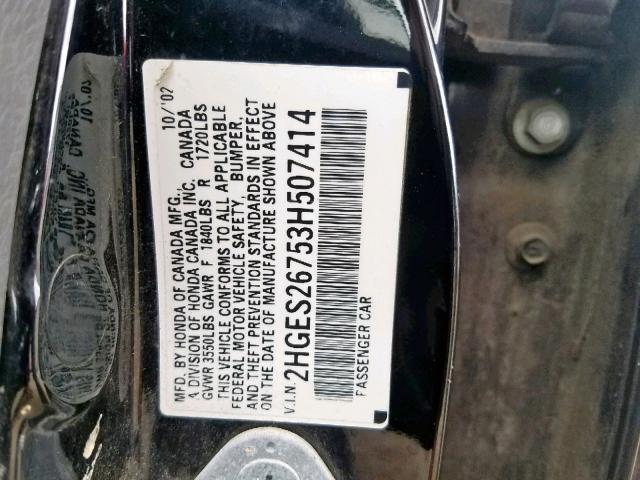 MFD. BY HONDA OF CANADA MFG., 10/'02
A DIVISION OF HONDA CANADA INC. CANADA
GVWR 3550LBS GAWR F 1840LBS R 1720LBS
THIS VEHICLE CONFORMS TO ALL APPLICABLE
FEDERAL MOTOR VEHICLE SAFETY, BUMPER,
AND THEFT PREVENTION STANDARDS IN EFFECT
ON THE DATE OF MANUFACTURE SHOWN ABOVE
V.I.N 2HGES26753H507414
PASSENGER CAR